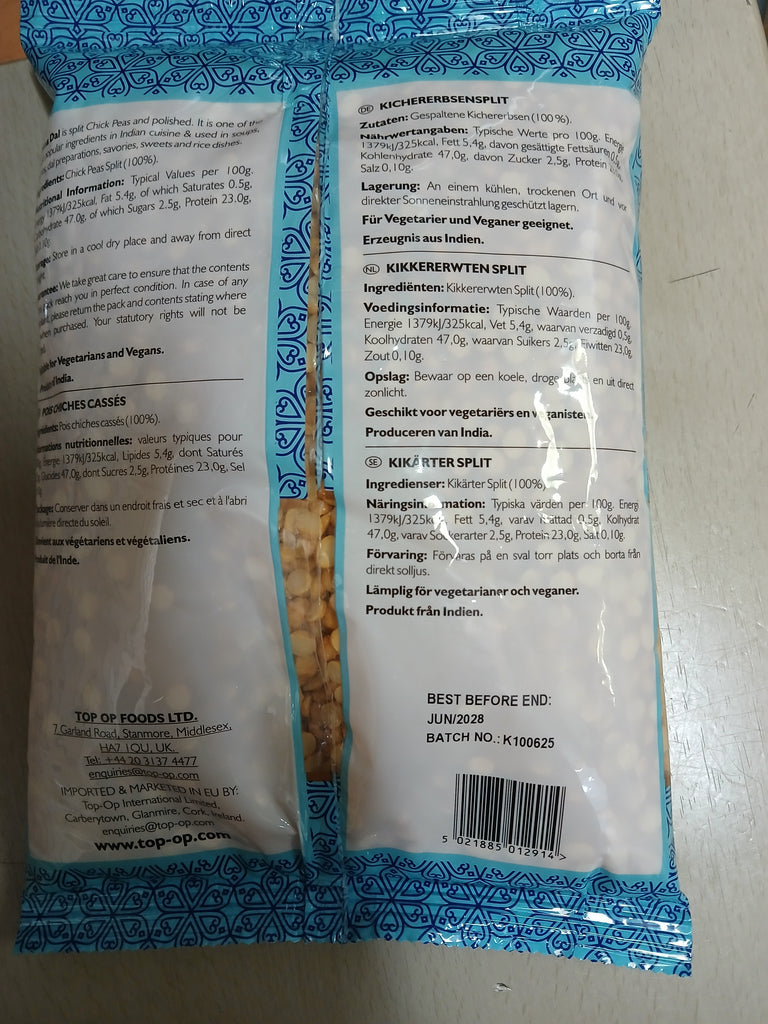 Dal is split Chick Peas and polished. It is one of the
ingredients in Indian cuisine & used in soups,
dal preparations, savories, sweets and rice dishes.
Chick Peas Split (100%).
Information: Typical Values per 100g.
1379kJ/325kcal, Fat 5.4g, of which Saturates 0.5g,
47.0g, of which Sugars 2.5g, Protein 23.0g,
Store in a cool dry place and away from direct
We take great care to ensure that the contents
reach you in perfect condition. In case of any
please return the pack and contents stating where
purchased. Your statutory rights will not be
for Vegetarians and Vegans.
India.
POIS CHICHES CASSÉS
Pois chiches cassés (100%).
nutritionnelles: valeurs typiques pour
Energie 1379kJ/325kcal, Lipides 5,4g, dont Saturés
Glucides 47,0g, dont Sucres 2,5g, Protéines 23,0g, Sel
Conserver dans un endroit frais et sec et à l'abri
lumière directe du soleil.
aux végétariens et végétaliens.
de l'Inde.
TOP OP FOODS LTD.
7 Garland Road, Stanmore, Middlesex,
HA7 1QU, UK.
Tel: +44 20 3137 4477
enquiries@top-op.com
IMPORTED & MARKETED IN EU BY:
Top-Op International Limited,
Carberytown, Glanmire, Cork, Ireland.
enquiries@top-op.com
www.top-op.com
DE KICHERERBSENSPLIT
Zutaten: Gespaltene Kichererbsen (100%).
Nährwertangaben: Typische Werte pro 100g. Energie
1379kJ/325kcal, Fett 5,4g, davon gesättigte Fettsäuren 0,5g,
Kohlenhydrate 47,0g, davon Zucker 2,5g, Protein
Salz 0,10g.
Lagerung: An einem kühlen, trockenen Ort und vor
direkter Sonneneinstrahlung geschützt lagern.
Für Vegetarier und Veganer geeignet.
Erzeugnis aus Indien.
NL KIKKERERWTEN SPLIT
Ingrediënten: Kikkererwten Split (100%).
Voedingsinformatie: Typische Waarden per 100g.
Energie 1379kJ/325kcal, Vet 5,4g, waarvan verzadigd 0,5g,
Koolhydraten 47,0g, waarvan Suikers 2,5g, Eiwitten 23,0g,
Zout 0,10g.
Opslag: Bewaar op een koele, droge plaats en uit direct
zonlicht.
Geschikt voor vegetariërs en veganisten.
Produceren van India.
SE KIKÄRTER SPLIT
Ingredienser: Kikärter Split (100%)
Näringsinformation: Typiska värden per 100g. Energi
1379kJ/325kcal, Fett 5,4g, varav Mättad 0,5g, Kolhydrat
47,0g, varav Sockerarter 2,5g, Protein 23,0g, Salt 0,10g.
Förvaring: Förvaras på en sval torr plats och borta från
direkt solljus.
Lämplig för vegetarianer och veganer.
Produkt från Indien.
BEST BEFORE END:
JUN/2028
BATCH NO.: K100625
5 021885 012914 >